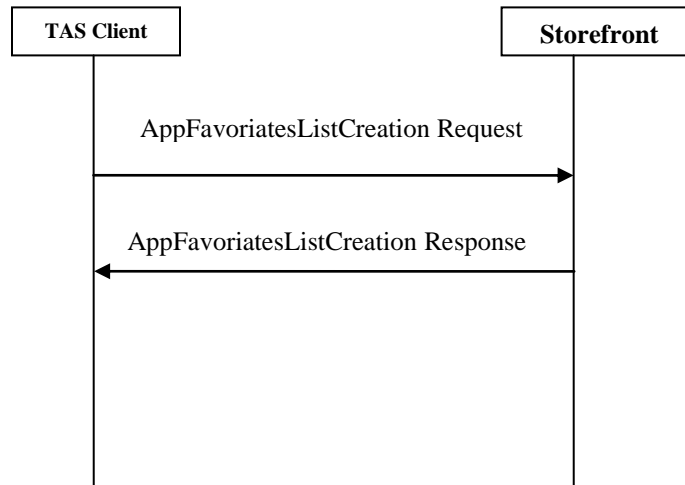 TAS Client
Storefront
AppFavoriatesListCreation Request
AppFavoriatesListCreation Response